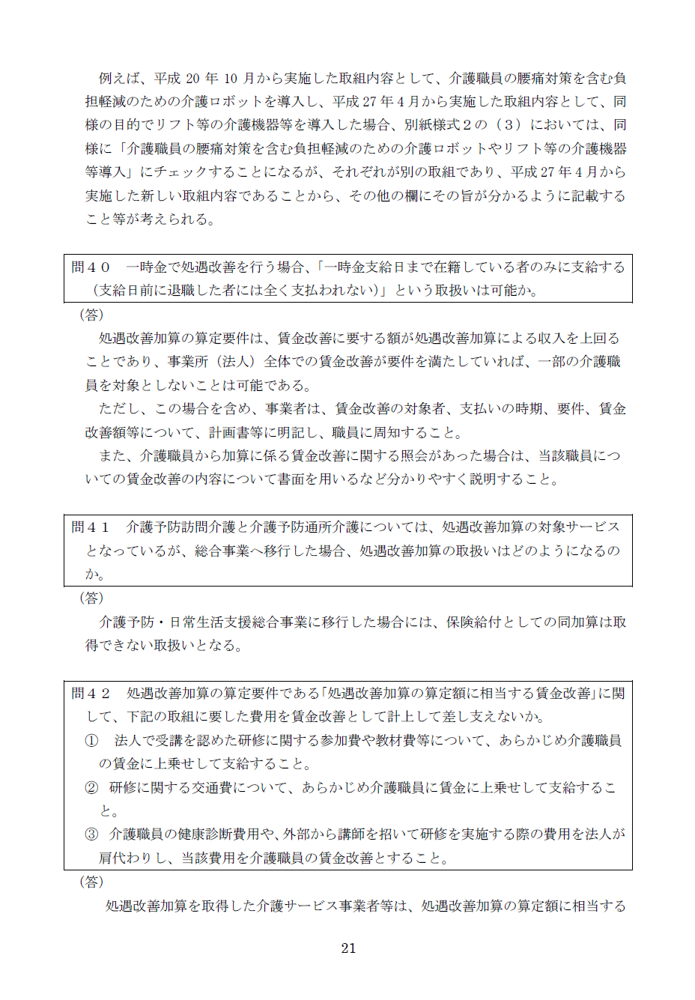 例えば、平成 20 年 10 月から実施した取組内容として、介護職員の腰痛対策を含む負
担軽減のための介護ロボットを導入し、平成 27 年４月から実施した取組内容として、同
様の目的でリフト等の介護機器等を導入した場合、別紙様式２の（３）においては、同
様に「介護職員の腰痛対策を含む負担軽減のための介護ロボットやリフト等の介護機器
等導入」にチェックすることになるが、それぞれが別の取組であり、平成 27 年４月から
実施した新しい取組内容であることから、その他の欄にその旨が分かるように記載する
こと等が考えられる。
問４０　一時金で処遇改善を行う場合、「一時金支給日まで在籍している者のみに支給する
（支給日前に退職した者には全く支払われない）」という取扱いは可能か。
（答）
処遇改善加算の算定要件は、賃金改善に要する額が処遇改善加算による収入を上回る
ことであり、事業所（法人）全体での賃金改善が要件を満たしていれば、一部の介護職
員を対象としないことは可能である。
ただし、この場合を含め、事業者は、賃金改善の対象者、支払いの時期、要件、賃金
改善額等について、計画書等に明記し、職員に周知すること。
また、介護職員から加算に係る賃金改善に関する照会があった場合は、当該職員につ
いての賃金改善の内容について書面を用いるなど分かりやすく説明すること。
問４１　介護予防訪問介護と介護予防通所介護については、処遇改善加算の対象サービス
となっているが、総合事業へ移行した場合、処遇改善加算の取扱いはどのようになるの
か。
（答）
介護予防・日常生活支援総合事業に移行した場合には、保険給付としての同加算は取
得できない取扱いとなる。
問４２　処遇改善加算の算定要件である「処遇改善加算の算定額に相当する賃金改善」に関
して、下記の取組に要した費用を賃金改善として計上して差し支えないか。
①　法人で受講を認めた研修に関する参加費や教材費等について、あらかじめ介護職員
の賃金に上乗せして支給すること。
② 研修に関する交通費について、あらかじめ介護職員に賃金に上乗せして支給するこ
と。
③ 介護職員の健康診断費用や、外部から講師を招いて研修を実施する際の費用を法人が
肩代わりし、当該費用を介護職員の賃金改善とすること。
（答）
処遇改善加算を取得した介護サービス事業者等は、処遇改善加算の算定額に相当する
21